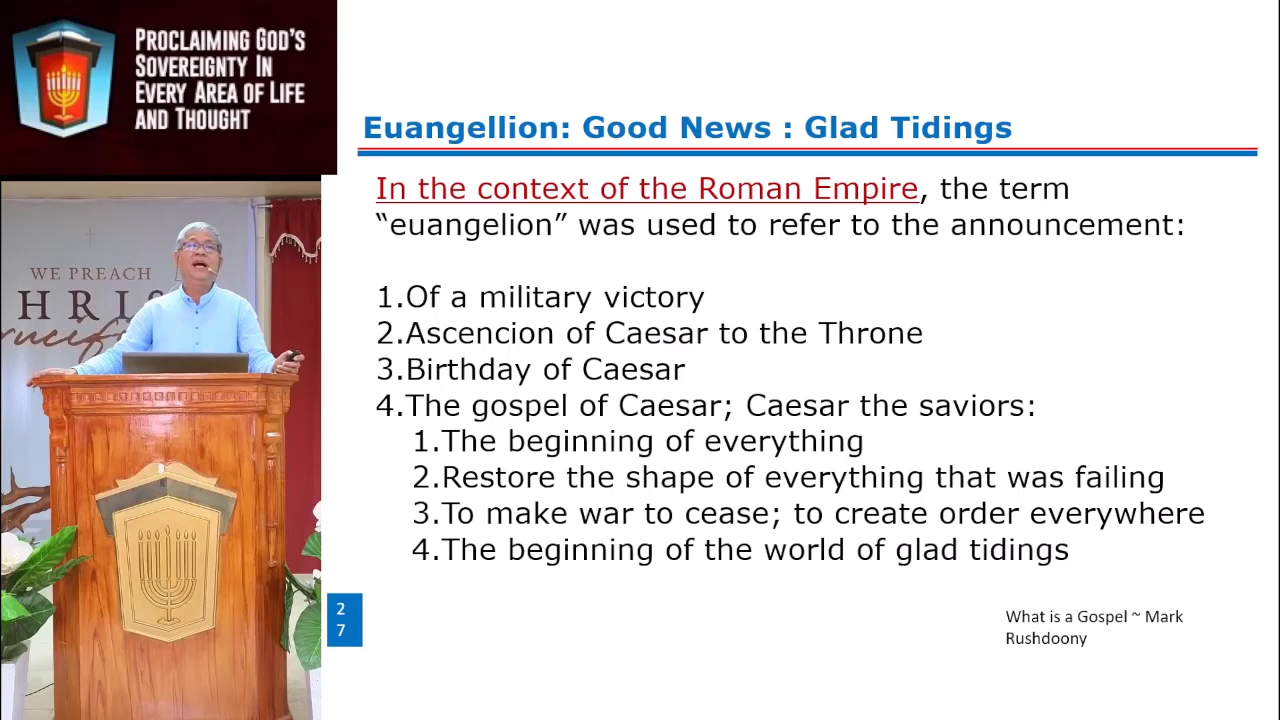 PROCLAIMING GOD'S
SOVEREIGNTY IN
EVERY AREA OF LIFE
AND THOUGHT
Euangellion: Good News : Glad Tidings
In the context of the Roman Empire, the term
“euangelion” was used to refer to the announcement:
1.Of a military victory
2.Ascencion of Caesar to the Throne
3.Birthday of Caesar
4.The gospel of Caesar; Caesar the saviors:
1.The beginning of everything
2.Restore the shape of everything that was failing
3.To make war to cease; to create order everywhere
4.The beginning of the world of glad tidings
2
7
What is a Gospel ~ Mark
Rushdoony
WE PREACH
HRIS
rucif